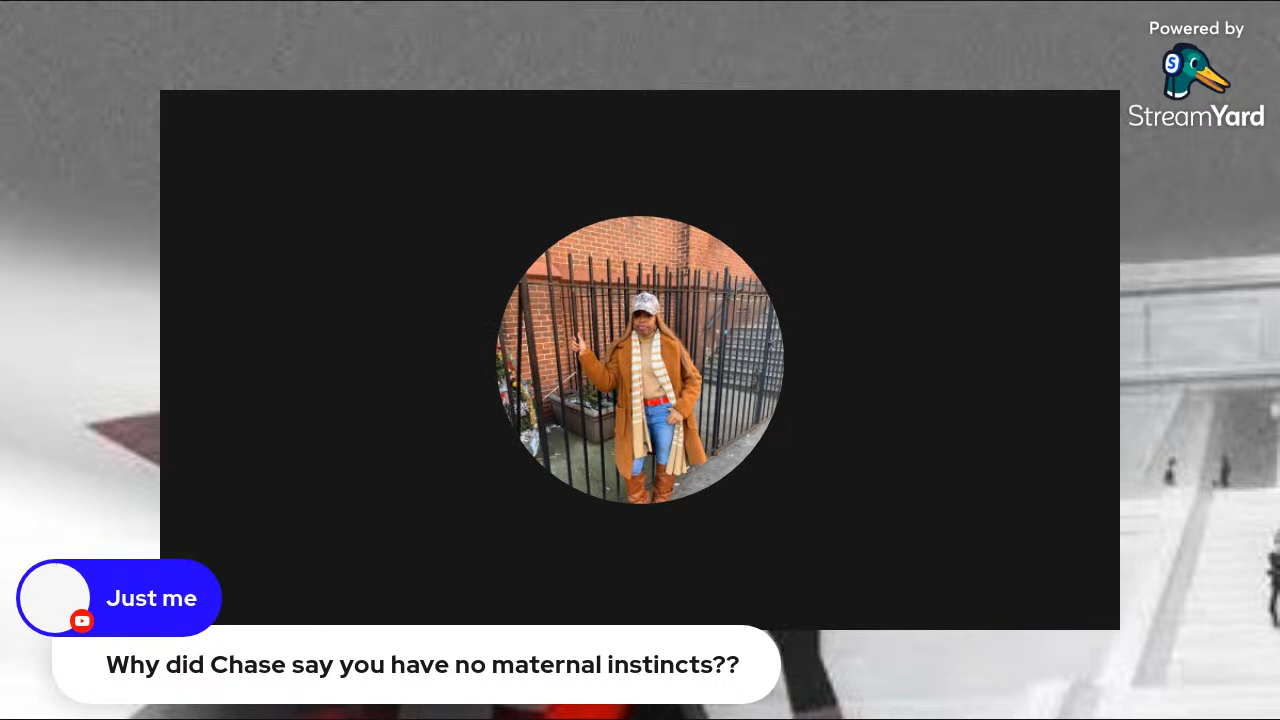 Powered by
StreamYard
Just me
Why did Chase say you have no maternal instincts??